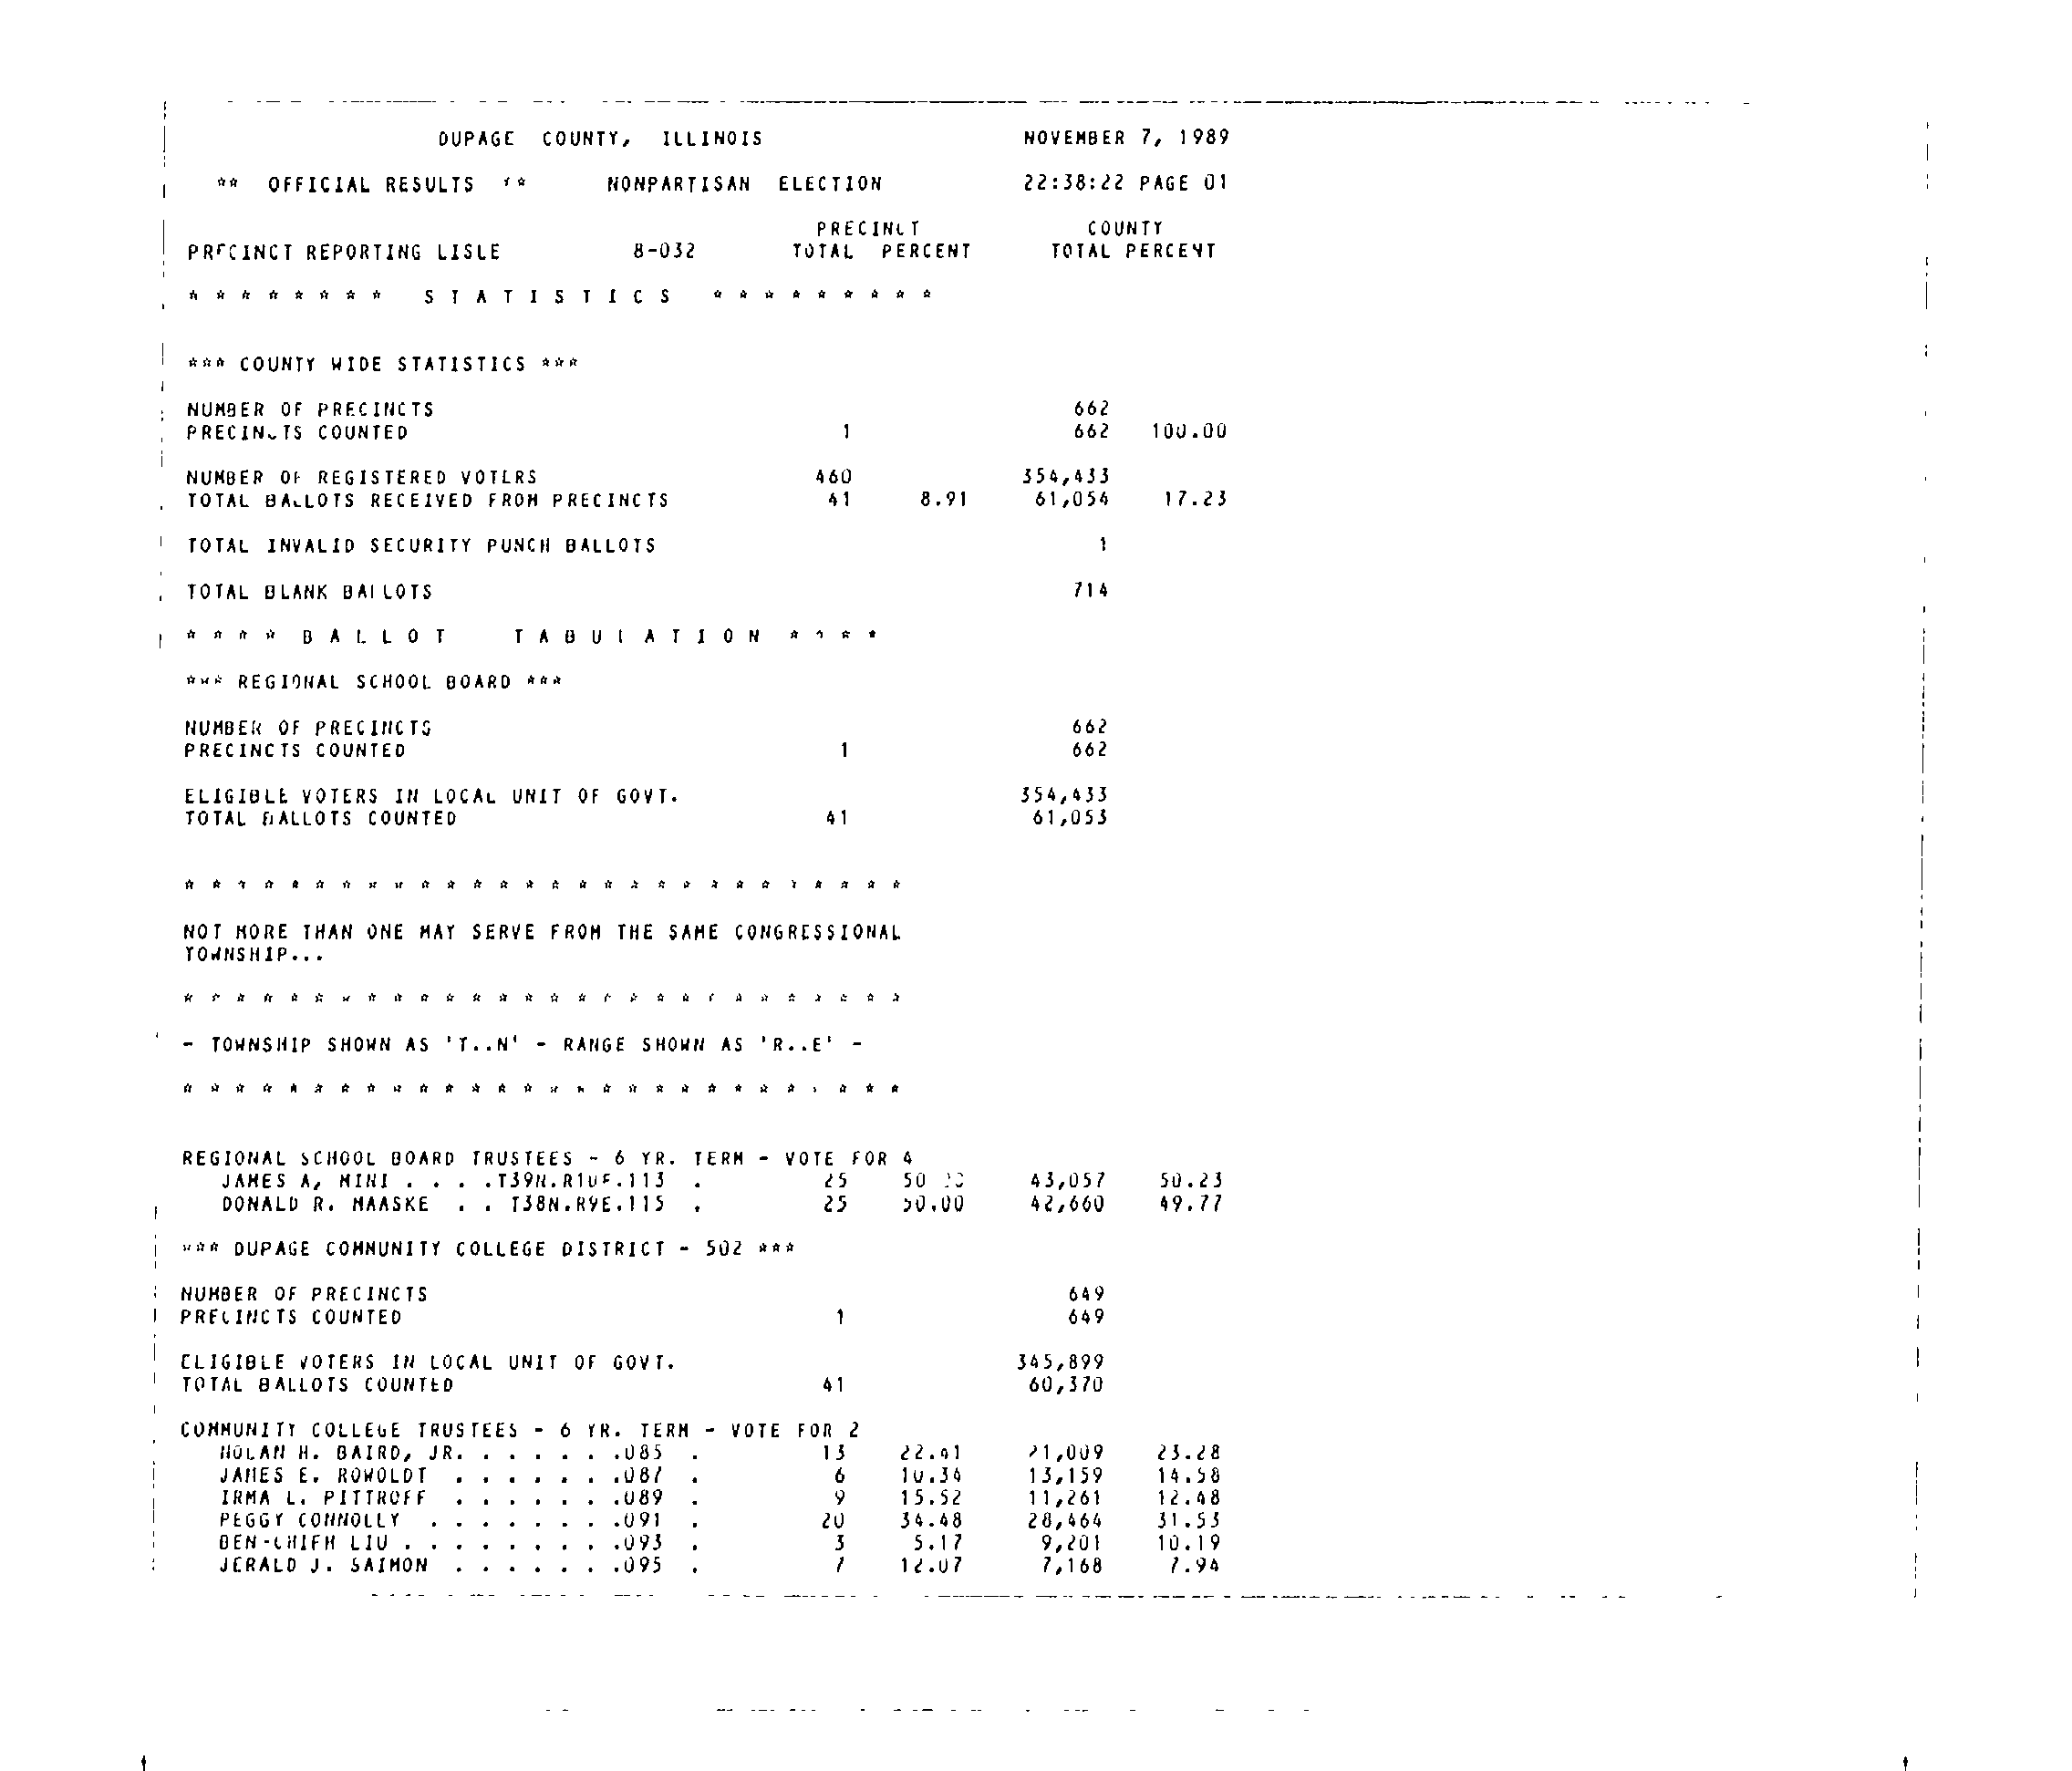 DUPAGE COUNTY, ILLINOIS NOVEMBER 7, 1989
** OFFICIAL RESULTS ** NONPARTISAN ELECTION 22:38:22 PAGE 01
PRECINCT COUNTY
PRECINCT REPORTING LISLE 8-032 TOTAL PERCENT TOTAL PERCENT
* * * * * * * * S T A T I S T I C S * * * * * * * * *
*** COUNTY WIDE STATISTICS ***
NUMBER OF PRECINCTS 662
PRECINCTS COUNTED 1 662 100.00
NUMBER OF REGISTERED VOTERS 460 354,433
TOTAL BALLOTS RECEIVED FROM PRECINCTS 41 8.91 61,054 17.23
TOTAL INVALID SECURITY PUNCH BALLOTS 1
TOTAL BLANK BALLOTS 714
* * * * B A L L O T T A B U L A T I O N * * * *
*** REGIONAL SCHOOL BOARD ***
NUMBER OF PRECINCTS 662
PRECINCTS COUNTED 1 662
ELIGIBLE VOTERS IN LOCAL UNIT OF GOVT. 354,433
TOTAL BALLOTS COUNTED 41 61,053
* * * * * * * * * * * * * * * * * * * * * * * * * * * *
NOT MORE THAN ONE MAY SERVE FROM THE SAME CONGRESSIONAL
TOWNSHIP...
* * * * * * * * * * * * * * * * * * * * * * * * * * * *
- TOWNSHIP SHOWN AS 'T..N' - RANGE SHOWN AS 'R..E' -
* * * * * * * * * * * * * * * * * * * * * * * * * * * *
REGIONAL SCHOOL BOARD TRUSTEES - 6 YR. TERM - VOTE FOR 4
JAMES A, MINI . . . .T39N.R10E.113 . 25 50.00 43,057 50.23
DONALD R. MAASKE . . T38N.R9E.115 . 25 50.00 42,660 49.77
*** DUPAGE COMMUNITY COLLEGE DISTRICT - 502 ***
NUMBER OF PRECINCTS 649
PRECINCTS COUNTED 1 649
ELIGIBLE VOTERS IN LOCAL UNIT OF GOVT. 345,899
TOTAL BALLOTS COUNTED 41 60,370
COMMUNITY COLLEGE TRUSTEES - 6 YR. TERM - VOTE FOR 2
NOLAN H. BAIRD, JR. . . . . . .085 . 13 22.41 21,009 23.28
JAMES E. ROWOLDT . . . . . . .087 . 6 10.34 13,159 14.58
IRMA L. PITTROFF . . . . . . .089 . 9 15.52 11,261 12.48
PEGGY CONNOLLY . . . . . . . .091 . 20 34.48 28,464 31.53
BEN-CHIEH LIU . . . . . . . . .093 . 3 5.17 9,201 10.19
JERALD J. SAIMON . . . . . . .095 . 7 12.07 7,168 7.94